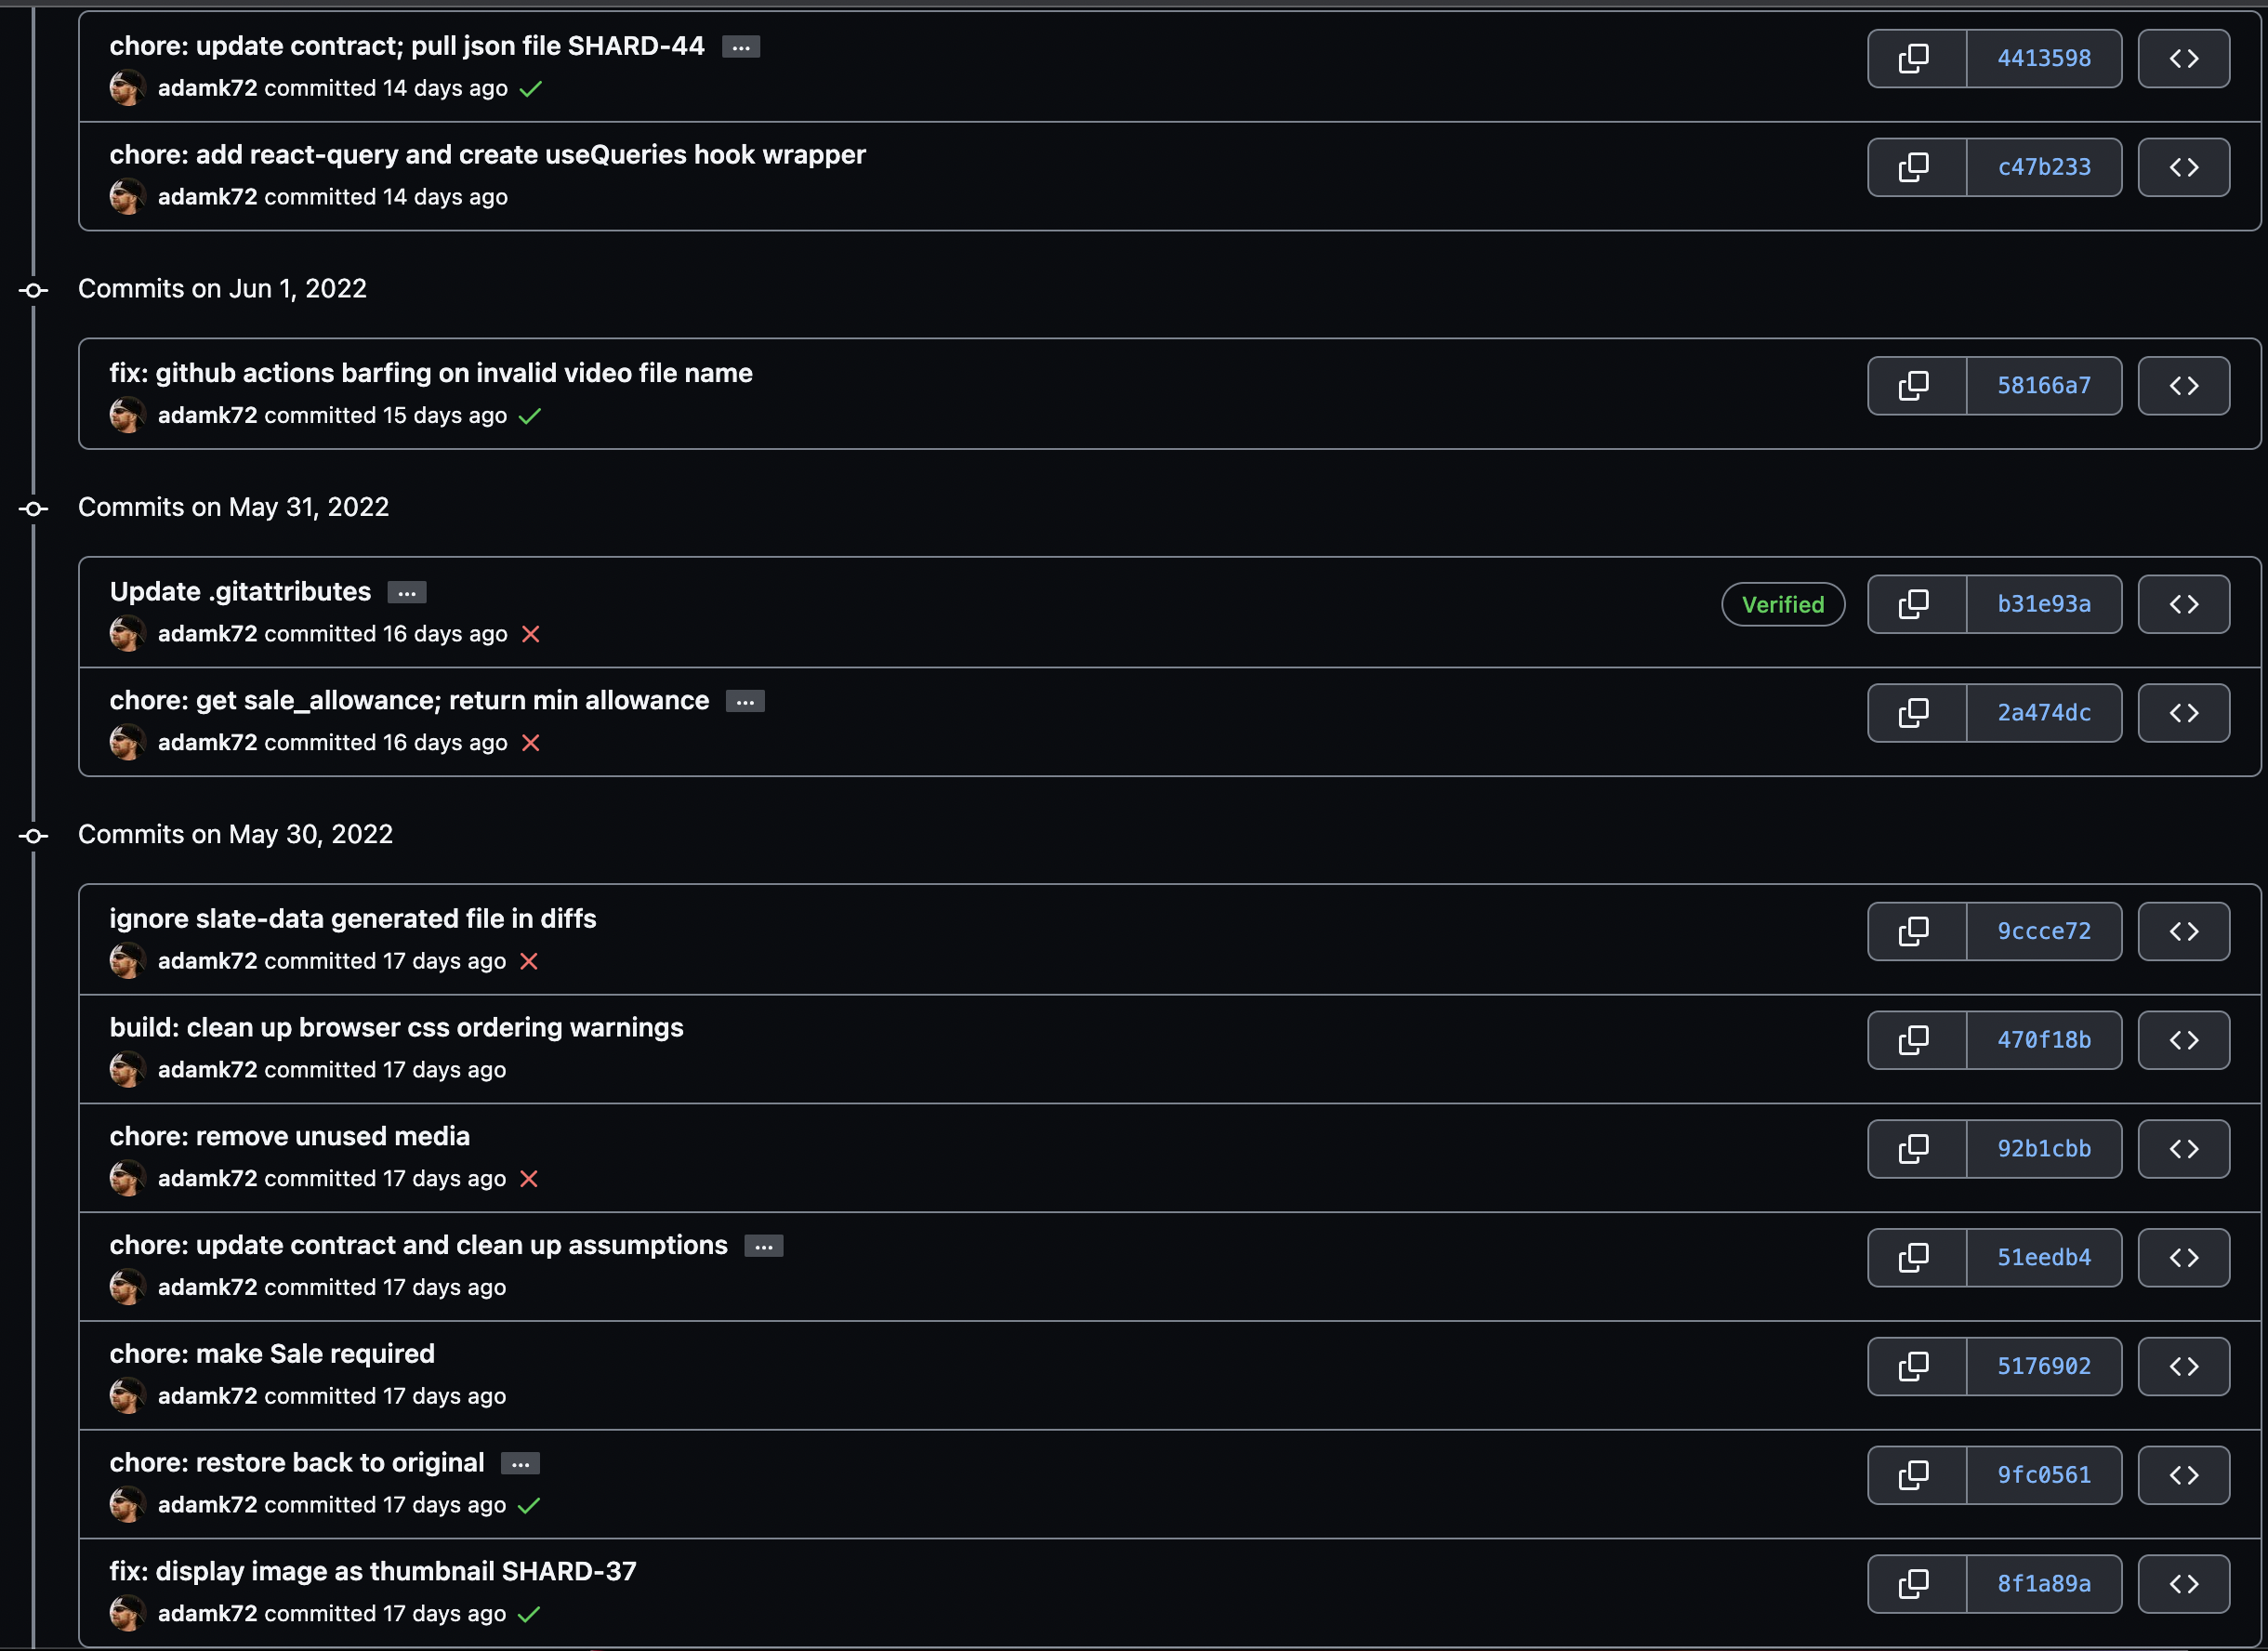 chore: update contract; pull json file SHARD-44 ...
4413598
adamk72 committed 14 days ago
chore: add react-query and create useQueries hook wrapper
c47b233
adamk72 committed 14 days ago
Commits on Jun 1, 2022
fix: github actions barfing on invalid video file name
58166a7
adamk72 committed 15 days ago
Commits on May 31, 2022
Update .gitattributes ...
Verified
b31e93a
adamk72 committed 16 days ago
chore: get sale_allowance; return min allowance ...
2a474dc
adamk72 committed 16 days ago
Commits on May 30, 2022
ignore slate-data generated file in diffs
9ccce72
adamk72 committed 17 days ago
build: clean up browser css ordering warnings
470f18b
adamk72 committed 17 days ago
chore: remove unused media
92b1cbb
adamk72 committed 17 days ago
chore: update contract and clean up assumptions ...
51eedb4
adamk72 committed 17 days ago
chore: make Sale required
5176902
adamk72 committed 17 days ago
chore: restore back to original ...
9fc0561
adamk72 committed 17 days ago
fix: display image as thumbnail SHARD-37
8f1a89a
adamk72 committed 17 days ago